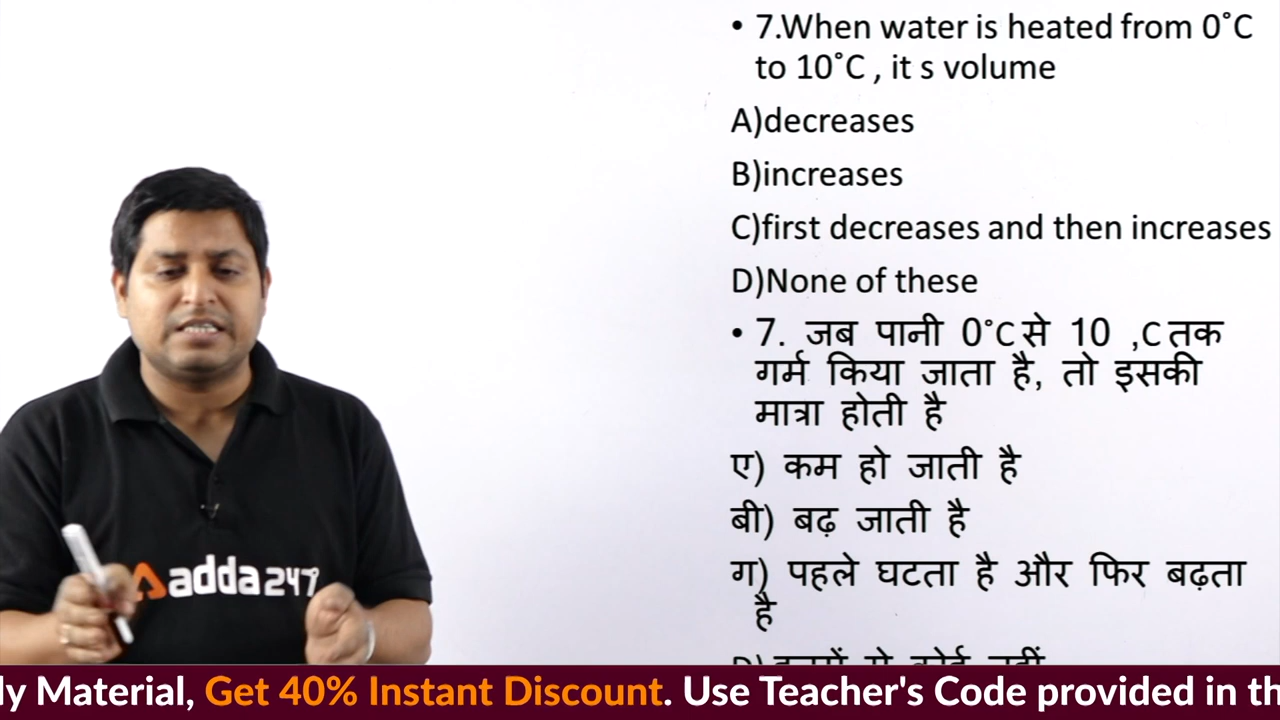 • 7.When water is heated from 0˚C
to 10˚C , it s volume
A)decreases
B)increases
C)first decreases and then increases
D)None of these
• 7. जब पानी 0˚C से 10 ,C तक
गर्म किया जाता है, तो इसकी
मात्रा होती है
ए) कम हो जाती है
बी) बढ़ जाती है
ग) पहले घटता है और फिर बढ़ता
है
adda247
Material, Get 40% Instant Discount. Use Teacher's Code provided in